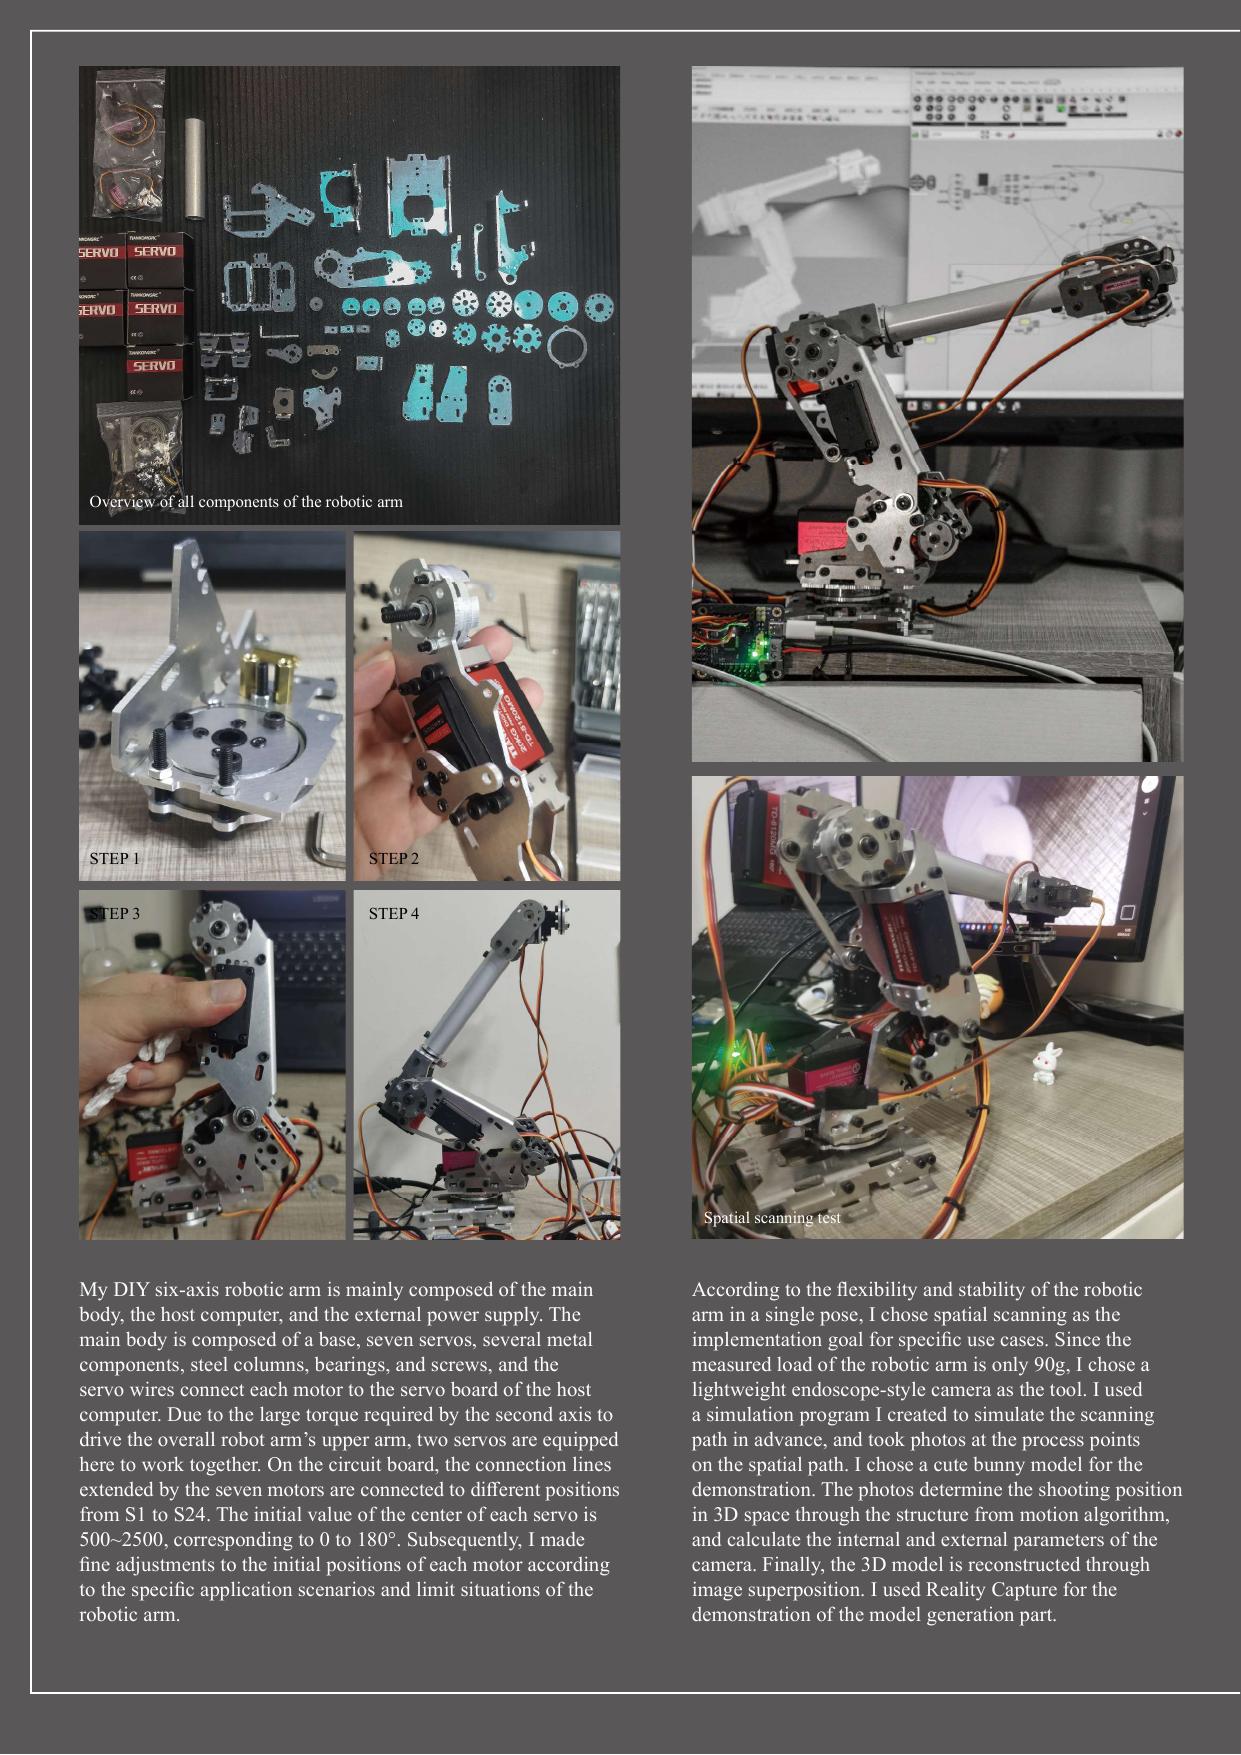 TIANKONGRC
SERVO
TIANKONGRC
SERVO
SERVO
TIANKONGRC
SERVO
TIANKONGRC
SERVO
Overview of all components of the robotic arm
STEP 1
STEP 2
20KG
TD-8120MG
STEP 3
STEP 4
TD-8120MG
Spatial scanning test
My DIY six-axis robotic arm is mainly composed of the main
body, the host computer, and the external power supply. The
main body is composed of a base, seven servos, several metal
components, steel columns, bearings, and screws, and the
servo wires connect each motor to the servo board of the host
computer. Due to the large torque required by the second axis to
drive the overall robot arm’s upper arm, two servos are equipped
here to work together. On the circuit board, the connection lines
extended by the seven motors are connected to different positions
from S1 to S24. The initial value of the center of each servo is
500~2500, corresponding to 0 to 180°. Subsequently, I made
fine adjustments to the initial positions of each motor according
to the specific application scenarios and limit situations of the
robotic arm.
According to the flexibility and stability of the robotic
arm in a single pose, I chose spatial scanning as the
implementation goal for specific use cases. Since the
measured load of the robotic arm is only 90g, I chose a
lightweight endoscope-style camera as the tool. I used
a simulation program I created to simulate the scanning
path in advance, and took photos at the process points
on the spatial path. I chose a cute bunny model for the
demonstration. The photos determine the shooting position
in 3D space through the structure from motion algorithm,
and calculate the internal and external parameters of the
camera. Finally, the 3D model is reconstructed through
image superposition. I used Reality Capture for the
demonstration of the model generation part.